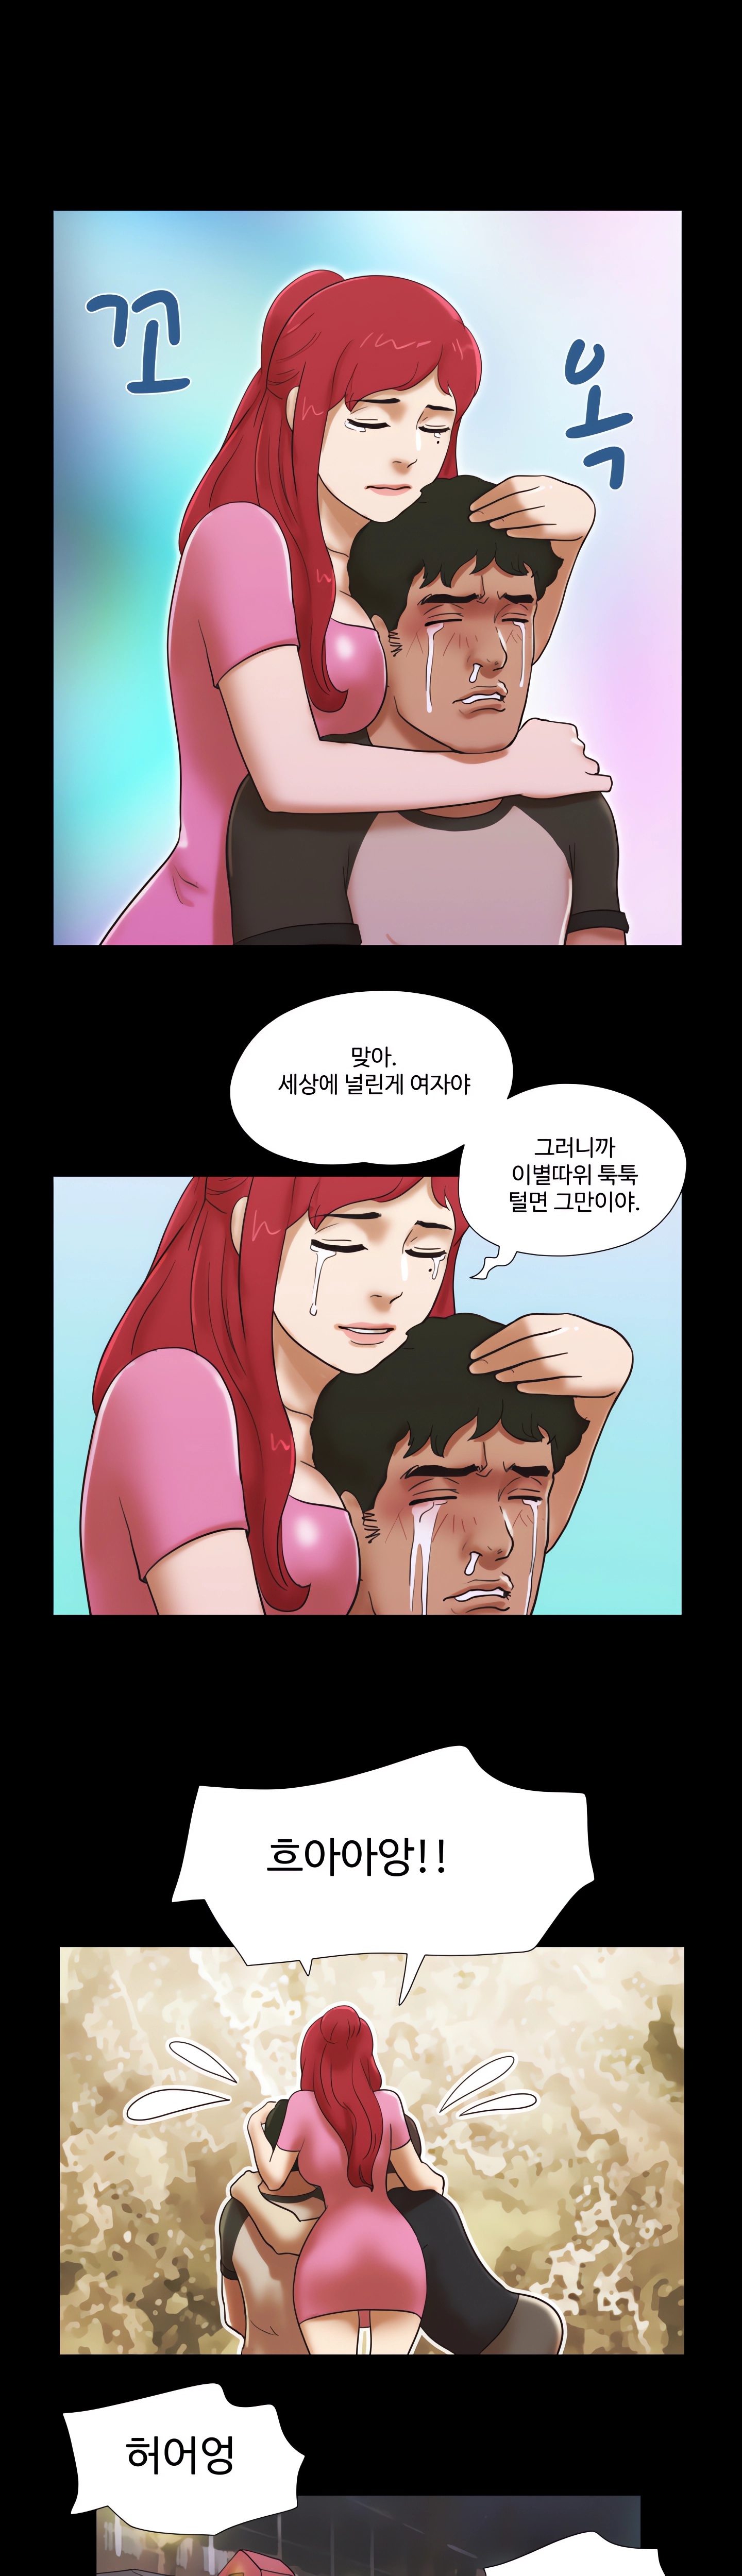 꼬
옥
맞아.
세상에 널린게 여자야
그러니까
이별따위 툭툭
털면 그만이야.
흐아아앙!!
허어엉